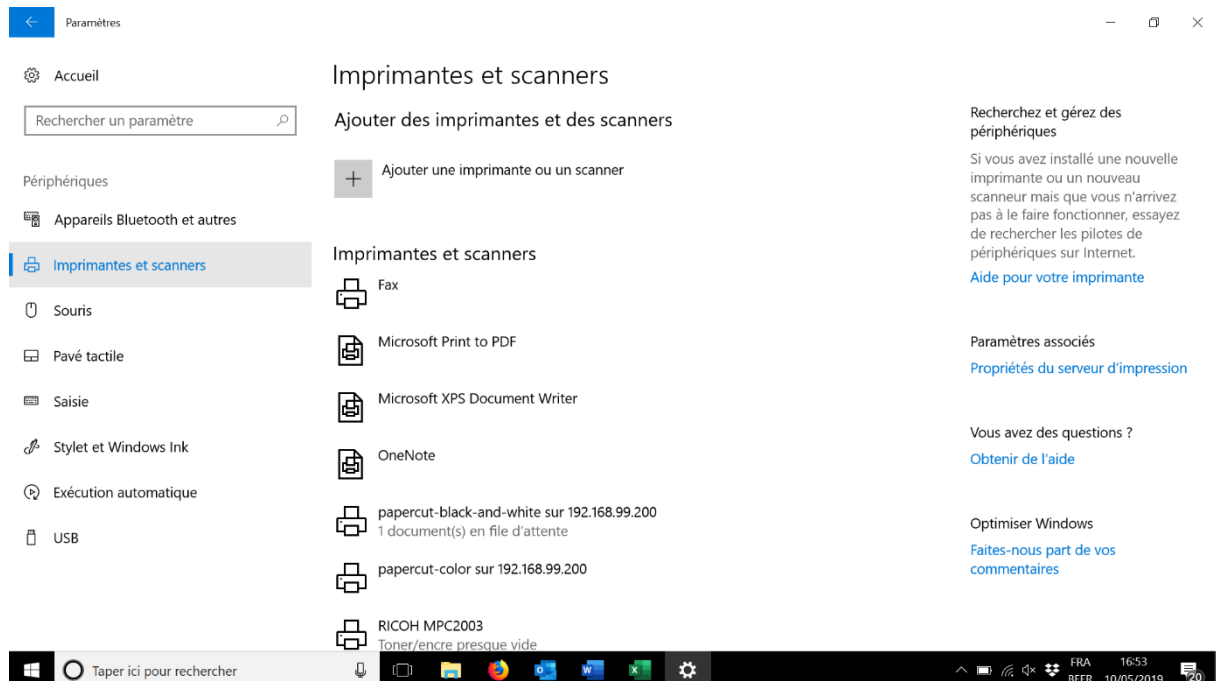 Paramètres
Accueil
Rechercher un paramètre
Périphériques
Appareils Bluetooth et autres
Imprimantes et scanners
Souris
Pavé tactile
Saisie
Stylet et Windows Ink
Exécution automatique
USB
Imprimantes et scanners
Ajouter des imprimantes et des scanners
Ajouter une imprimante ou un scanner
Imprimantes et scanners
Fax
Microsoft Print to PDF
Microsoft XPS Document Writer
OneNote
papercut-black-and-white sur 192.168.99.200
1 document(s) en file d'attente
papercut-color sur 192.168.99.200
RICOH MPC2003
Toner/encre presque vide
Recherchez et gérez des
périphériques
Si vous avez installé une nouvelle
imprimante ou un nouveau
scanneur mais que vous n'arrivez
pas à le faire fonctionner, essayez
de rechercher les pilotes de
périphériques sur Internet.
Aide pour votre imprimante
Paramètres associés
Propriétés du serveur d'impression
Vous avez des questions ?
Obtenir de l'aide
Optimiser Windows
Faites-nous part de vos
commentaires
Taper ici pour rechercher
FRA
BEFR
16:53
10/05/2019
20